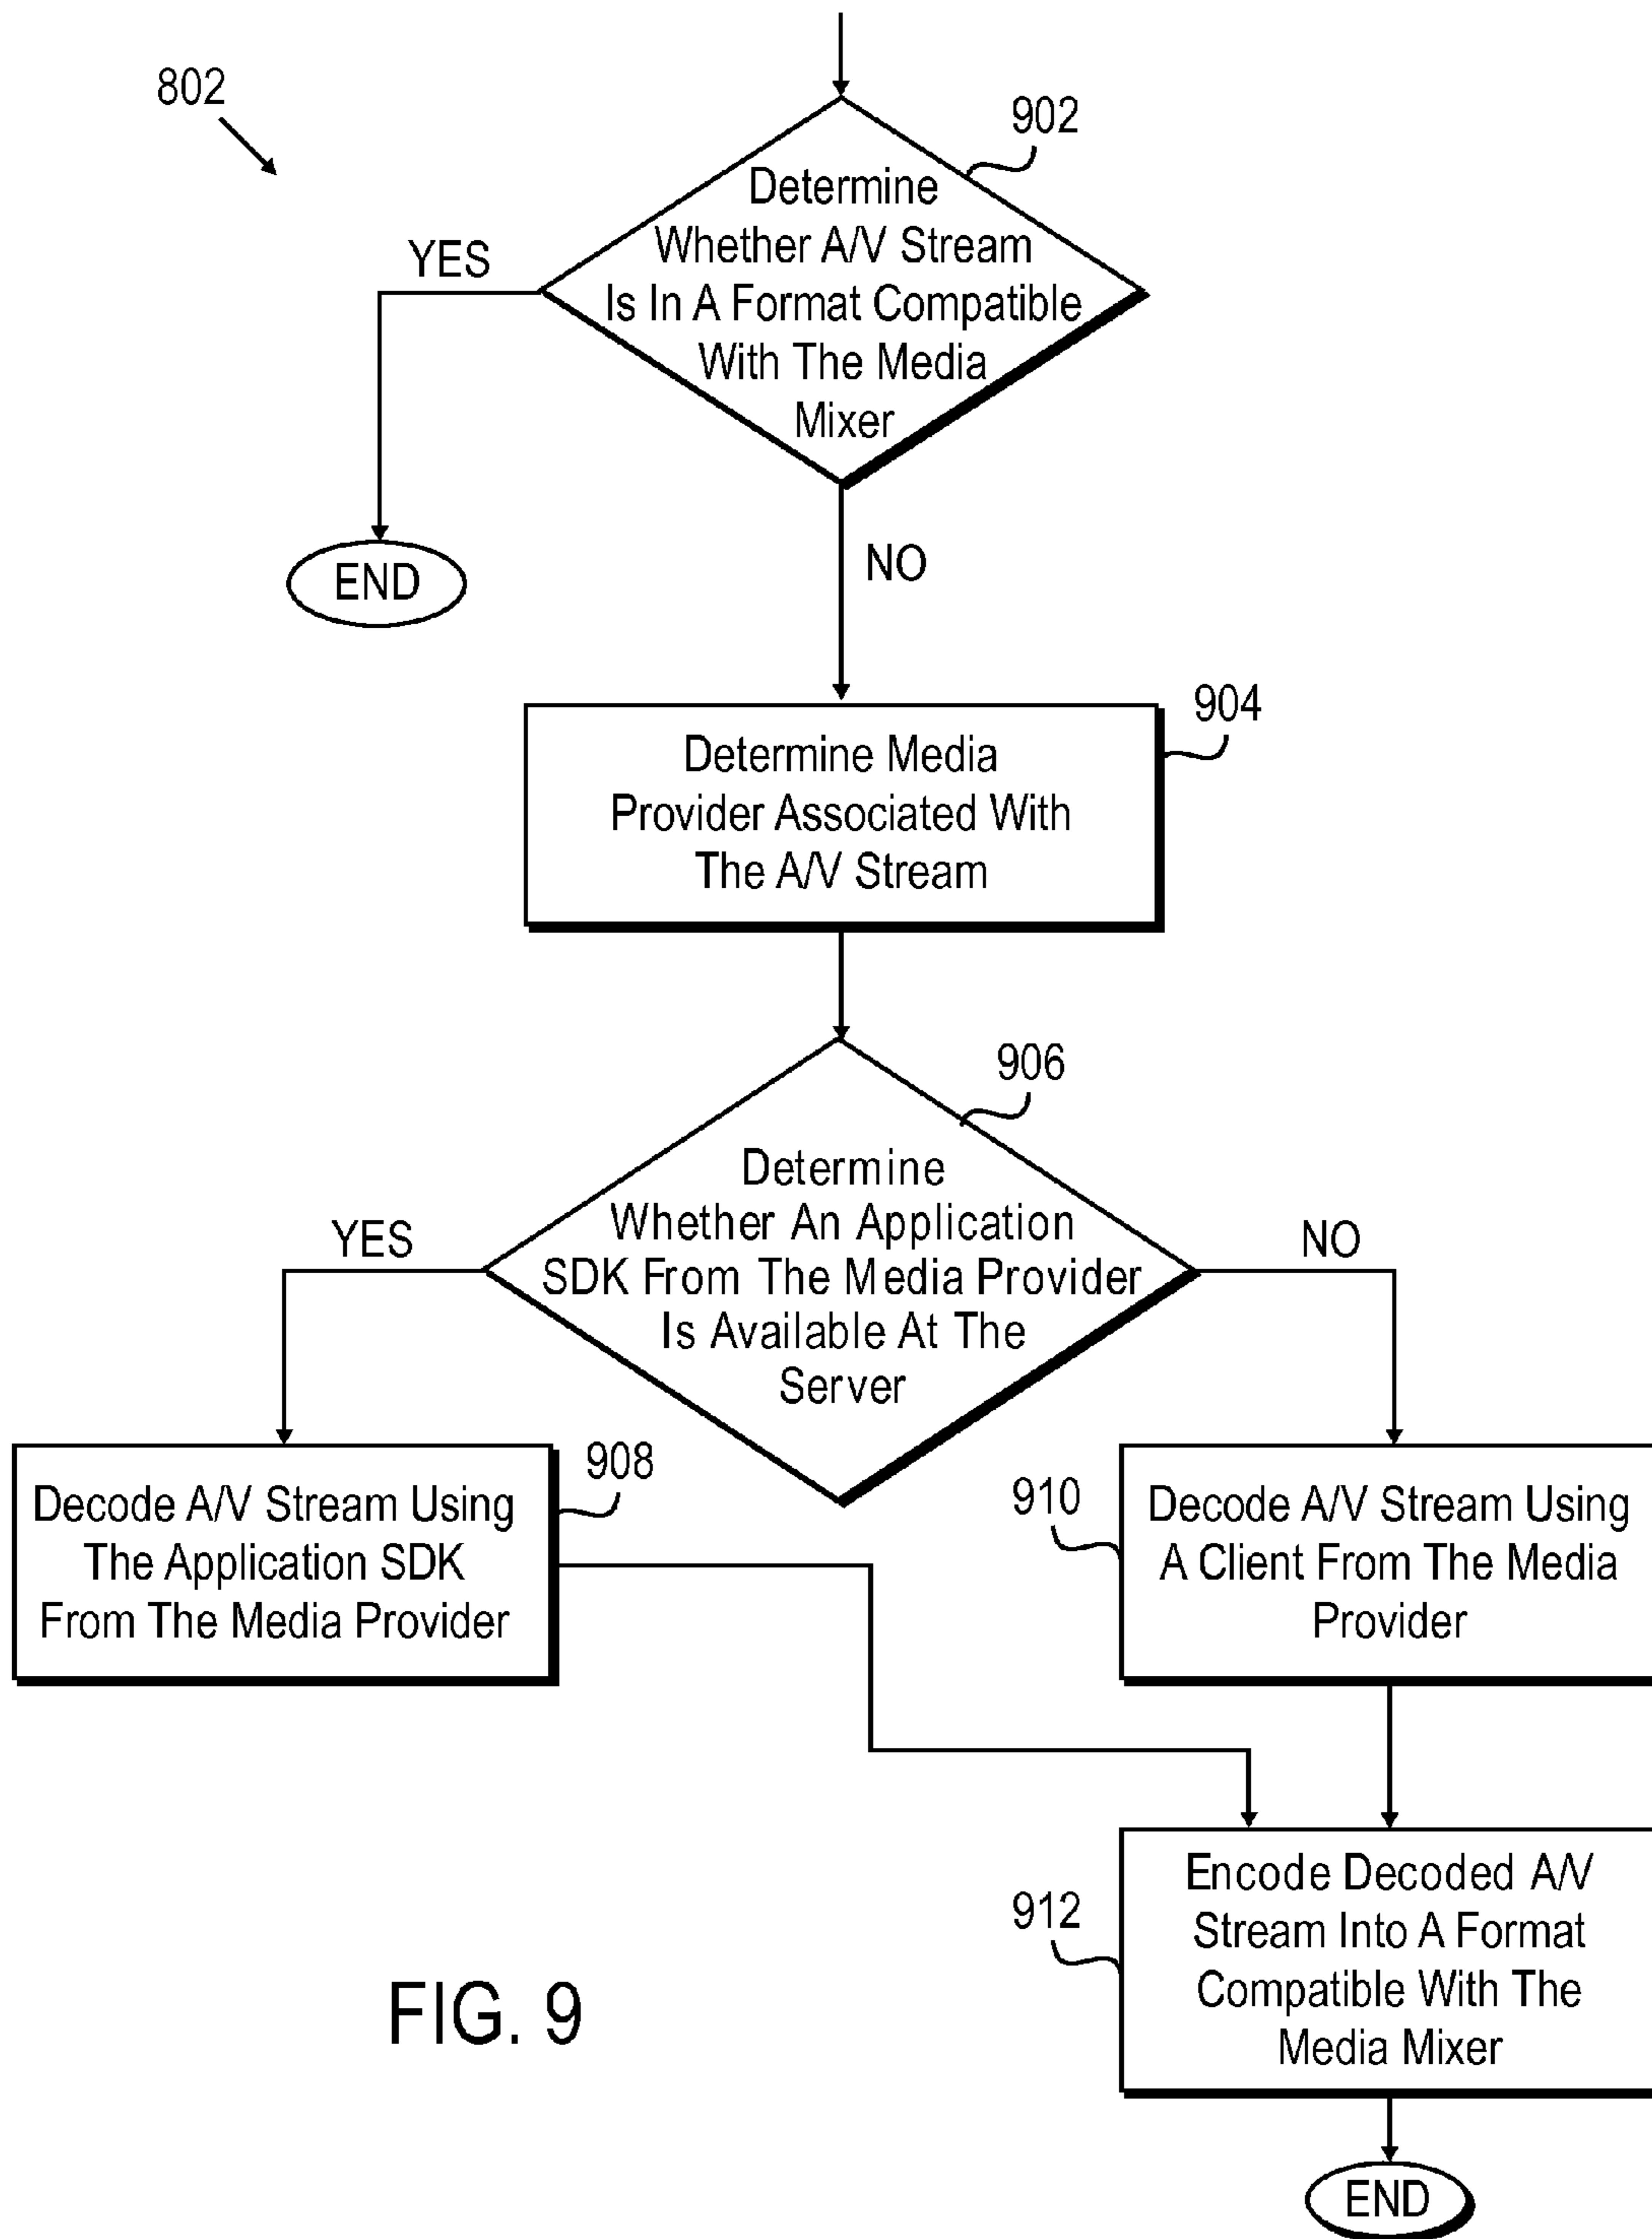 802
902
Determine
Whether A/V Stream
Is In A Format Compatible
With The Media
Mixer
YES
END
NO
904
Determine Media
Provider Associated With
The A/V Stream
906
Determine
Whether An Application
SDK From The Media Provider
Is Available At The
Server
YES
NO
908
Decode A/V Stream Using
The Application SDK
From The Media Provider
910
Decode A/V Stream Using
A Client From The Media
Provider
912
Encode Decoded A/V
Stream Into A Format
Compatible With The
Media Mixer
FIG. 9
END